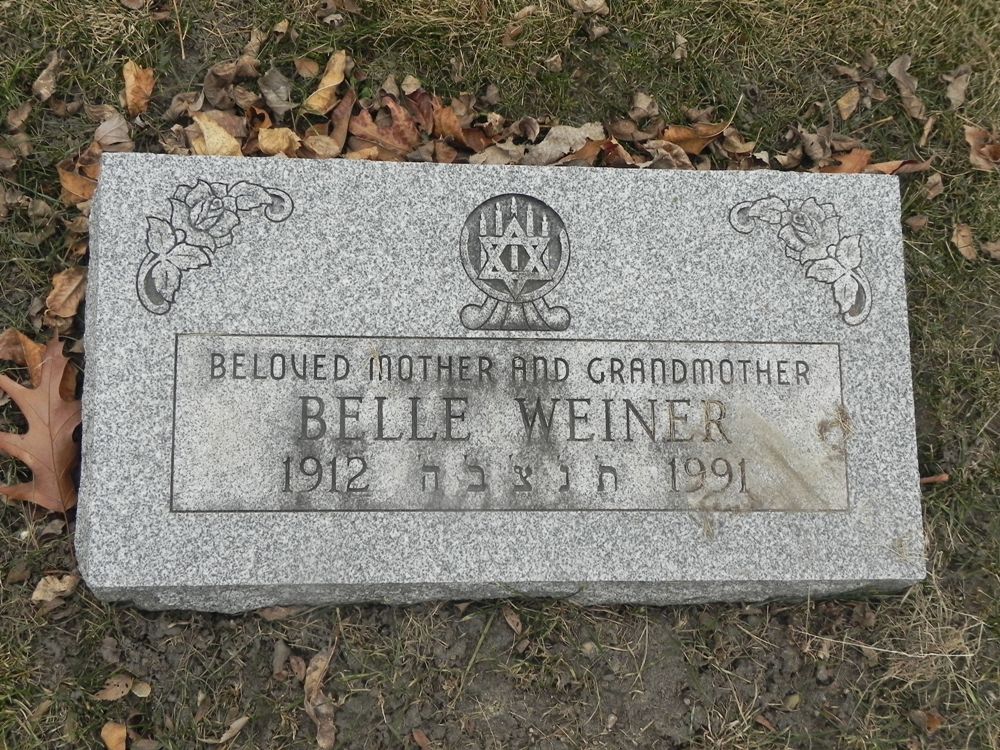 BELOVED MOTHER AND GRANDMOTHER
BELLE WEINER
1912 ת נ צ ב ה 1991